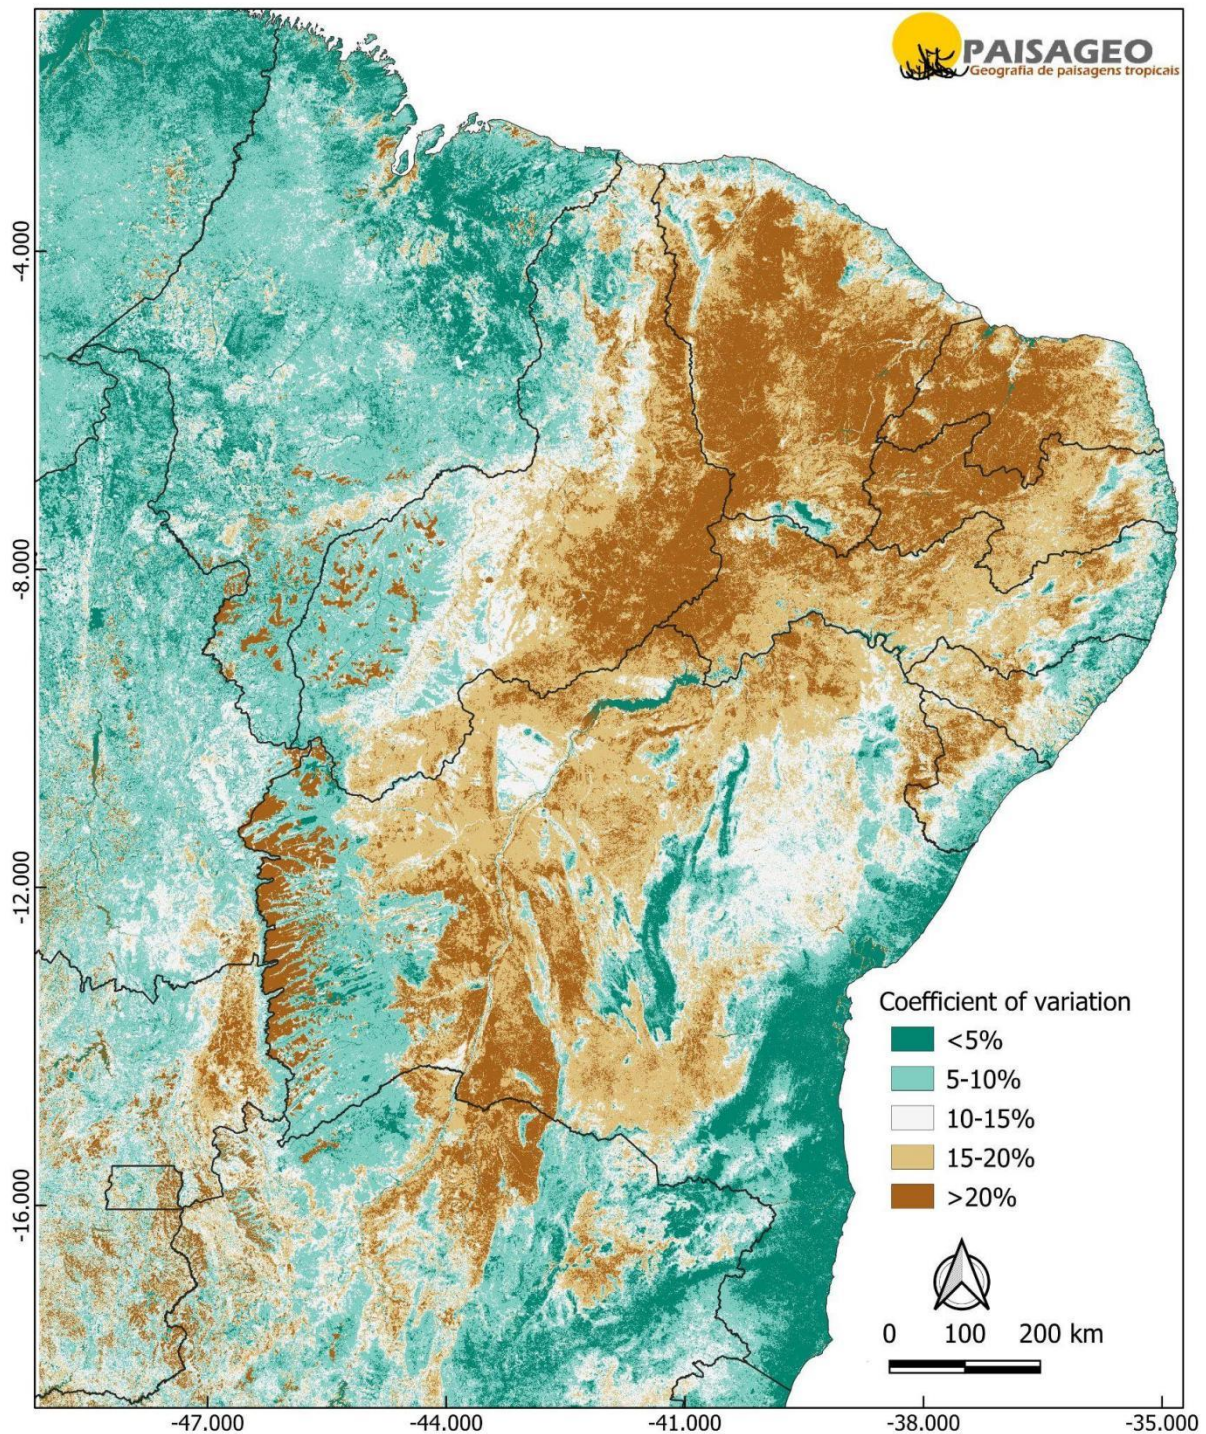 PAISAGEO
Geografia de paisagens tropicais
-4.000
-8.000
-12.000
-16.000
Coefficient of variation
<5%
5-10%
10-15%
15-20%
>20%
0 100 200 km
-47.000 -44.000 -41.000 -38.000 -35.000